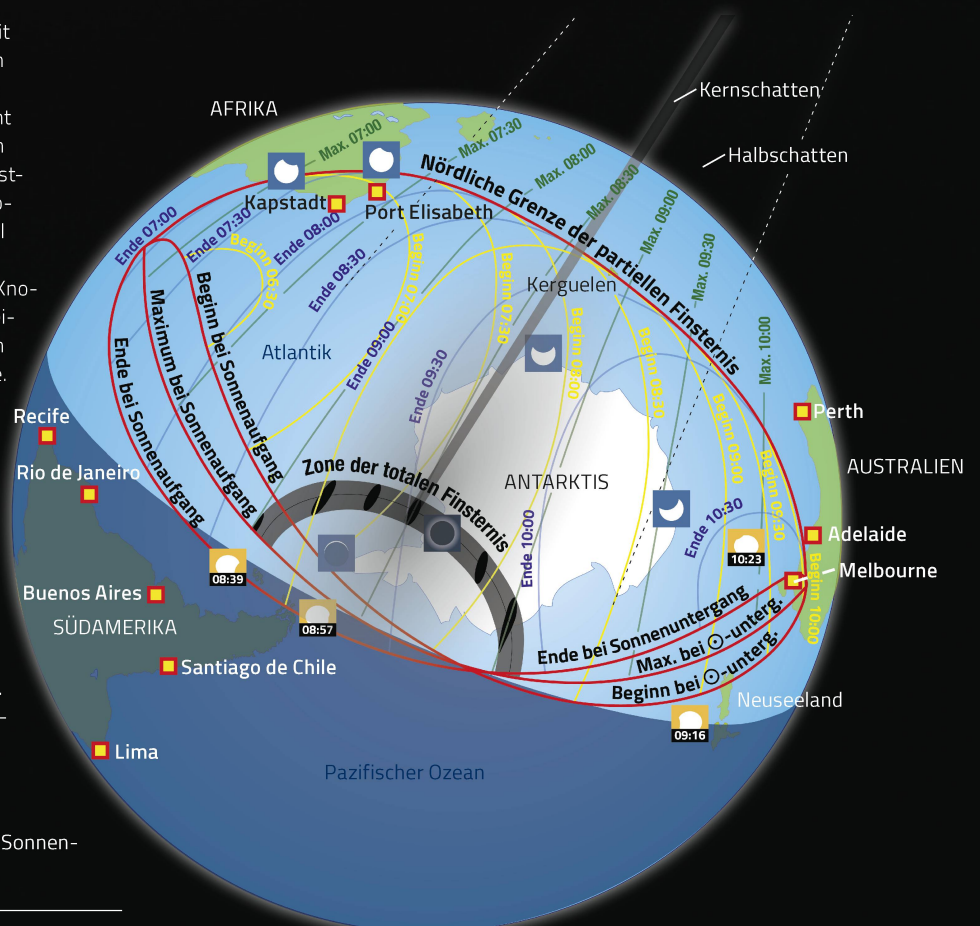 it
n
nt
n
st-
o-
l
Kno-
i-
n
e.
.
-
Sonnen-
AFRIKA
Kernschatten
Halbschatten
Max. 07:00
Max. 07:30
Max. 08:00
Max. 08:30
Max. 09:00
Max. 09:30
Max. 10:00
Nördliche Grenze der partiellen Finsternis
Kapstadt
Port Elisabeth
Ende 07:00
Ende 07:30
Ende 08:00
Ende 08:30
Ende 09:00
Ende 09:30
Ende 10:00
Ende 10:30
Beginn 06:30
Beginn 07:00
Beginn 07:30
Beginn 08:00
Beginn 08:30
Beginn 09:00
Beginn 09:30
Beginn 10:00
Kerguelen
Atlantik
Beginn bei Sonnenaufgang
Maximum bei Sonnenaufgang
Ende bei Sonnenaufgang
Recife
Rio de Janeiro
Perth
AUSTRALIEN
Zone der totalen Finsternis
ANTARKTIS
Adelaide
10:23
Melbourne
08:39
Buenos Aires
08:57
SÜDAMERIKA
Santiago de Chile
Ende bei Sonnenuntergang
Max. bei ☉-unterg.
Beginn bei ☉-unterg.
Neuseeland
09:16
Lima
Pazifischer Ozean